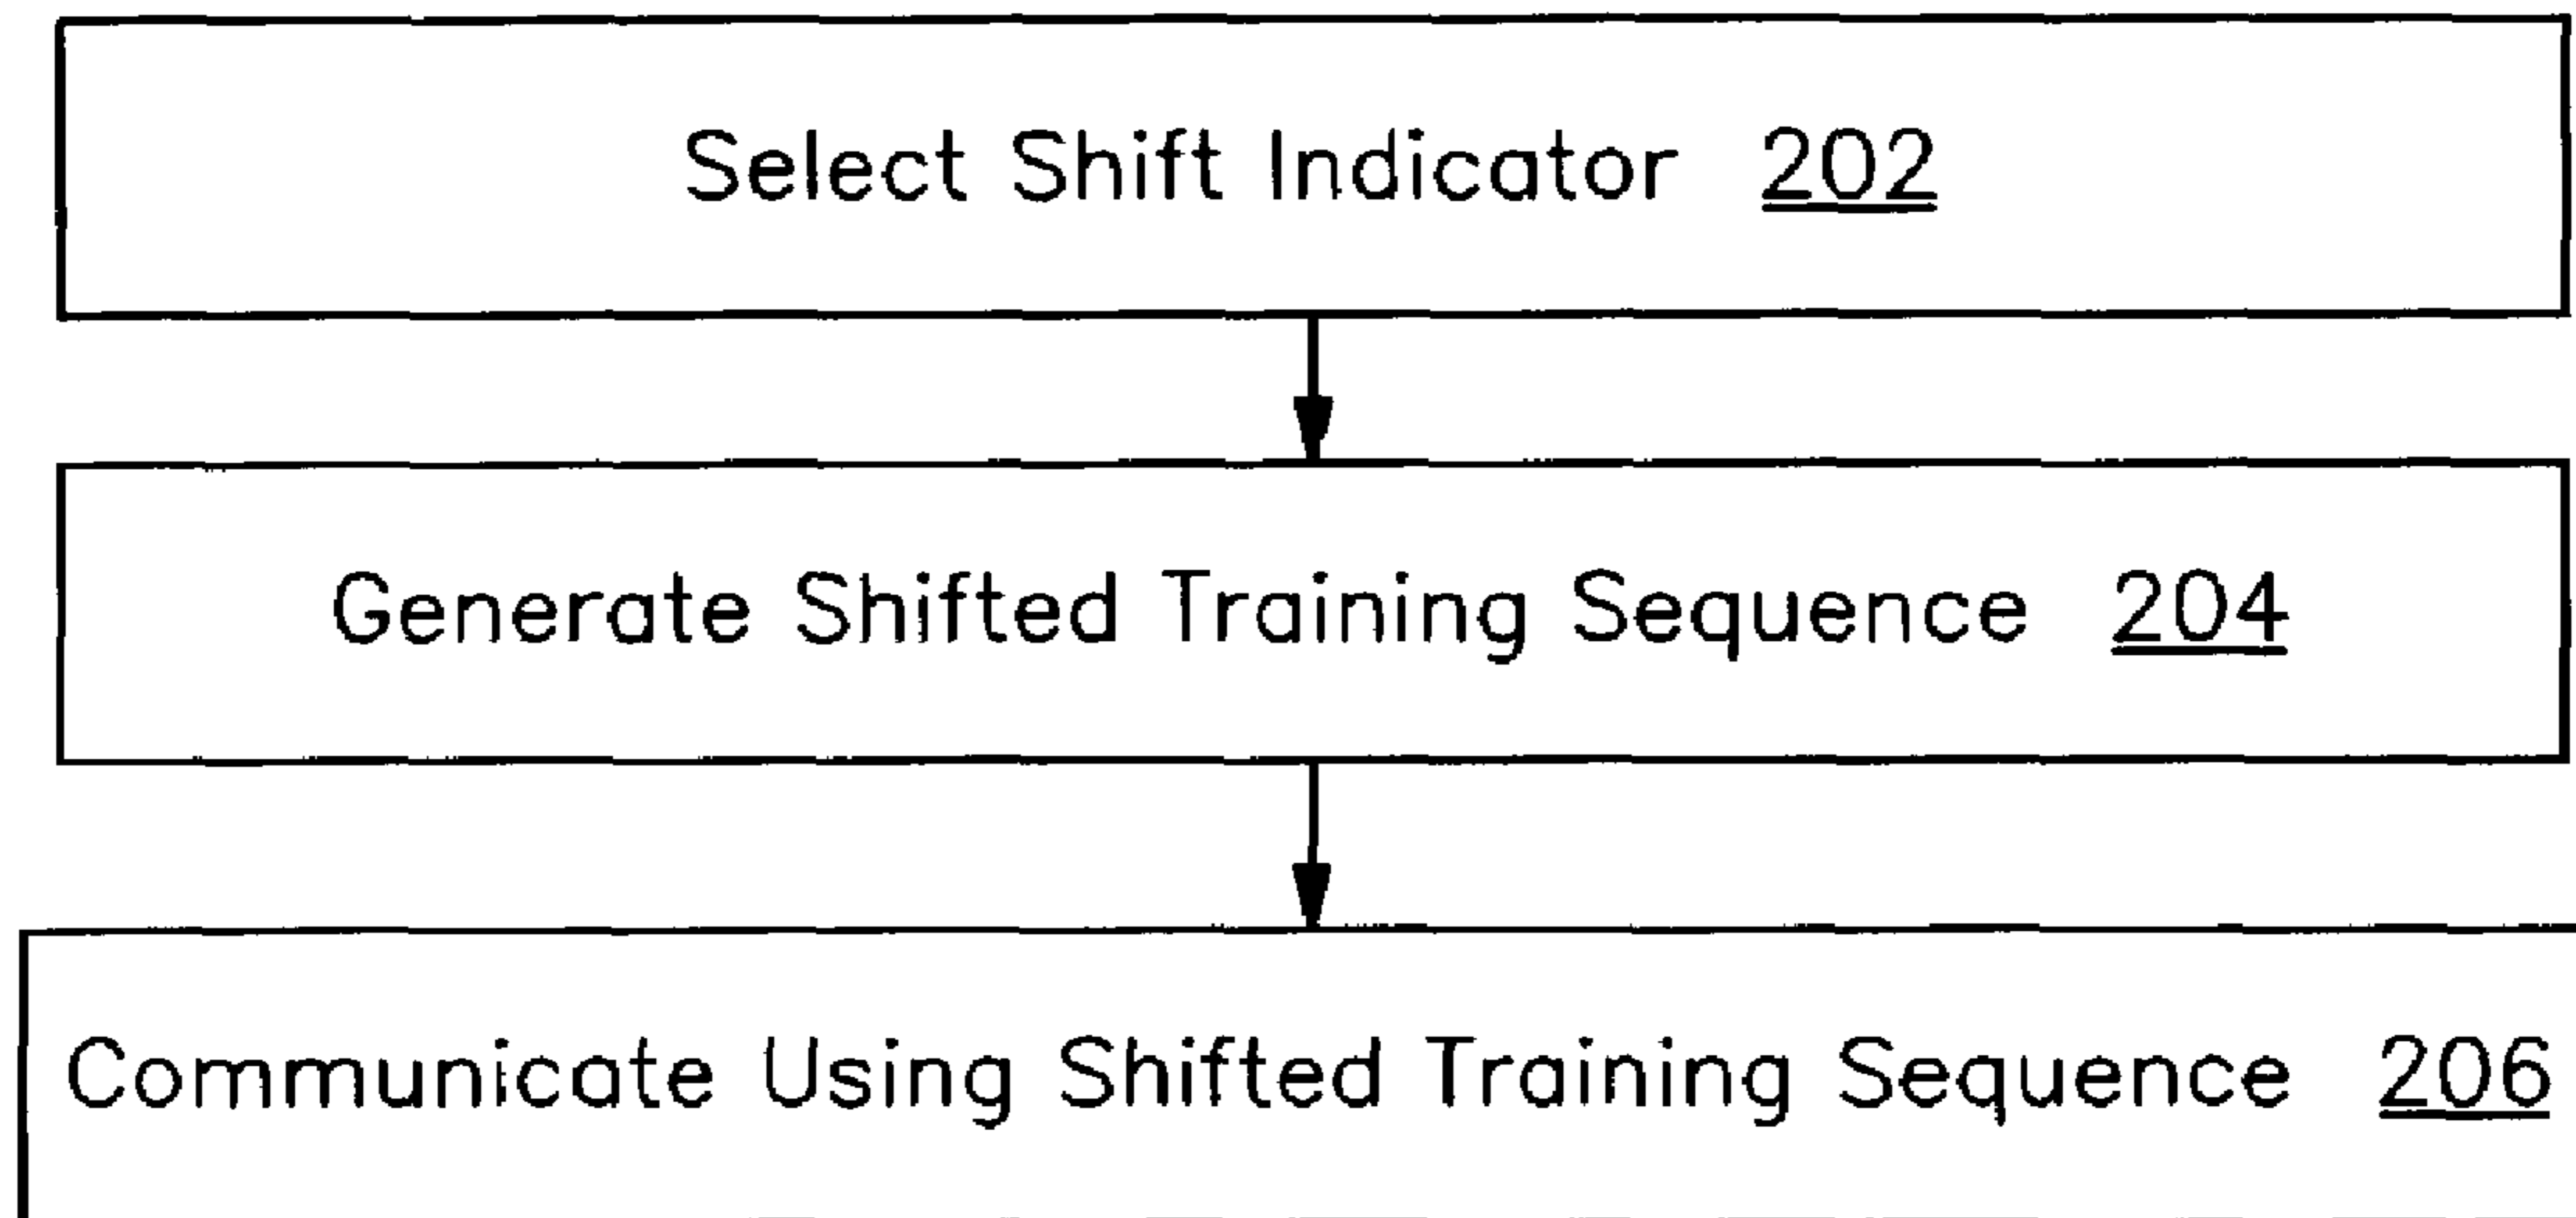 Select Shift Indicator 202
Generate Shifted Training Sequence 204
Communicate Using Shifted Training Sequence 206